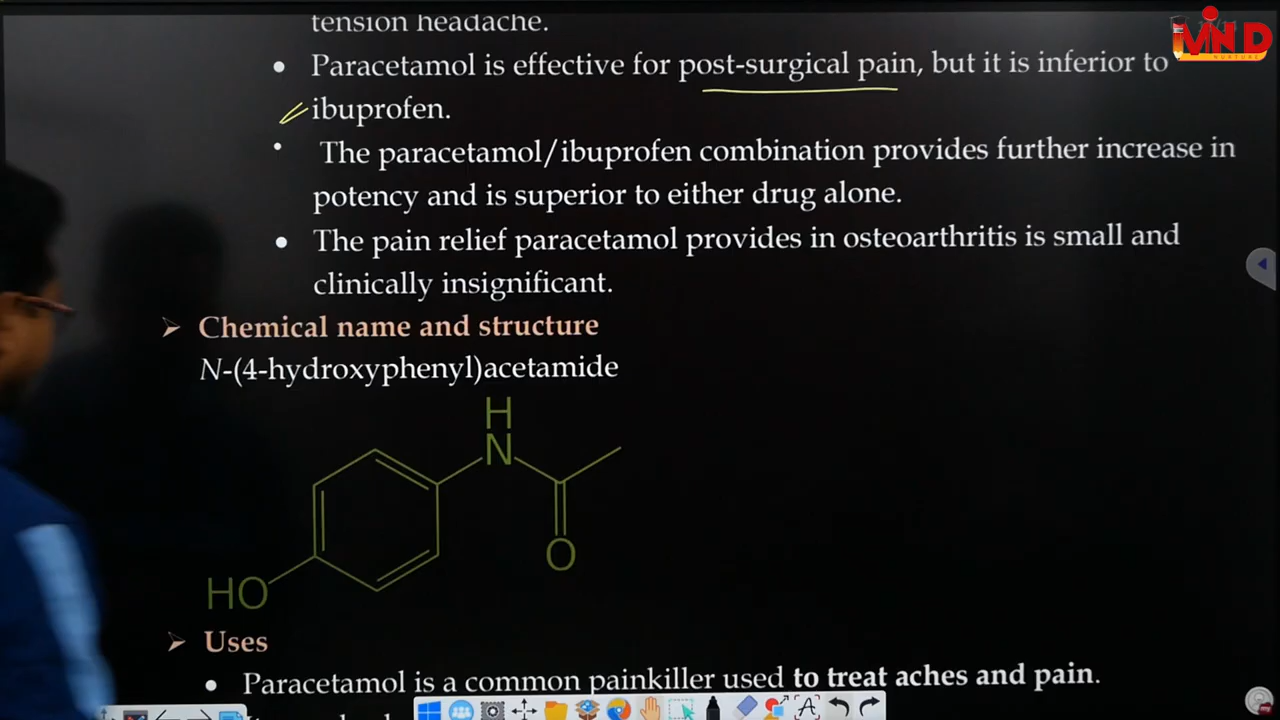 tension headache.
MIND
NURTURE
• Paracetamol is effective for post-surgical pain, but it is inferior to
ibuprofen.
• The paracetamol/ibuprofen combination provides further increase in
potency and is superior to either drug alone.
• The pain relief paracetamol provides in osteoarthritis is small and
clinically insignificant.
➢ Chemical name and structure
N-(4-hydroxyphenyl)acetamide
H
N
O
HO
➢ Uses
• Paracetamol is a common painkiller used to treat aches and pain.